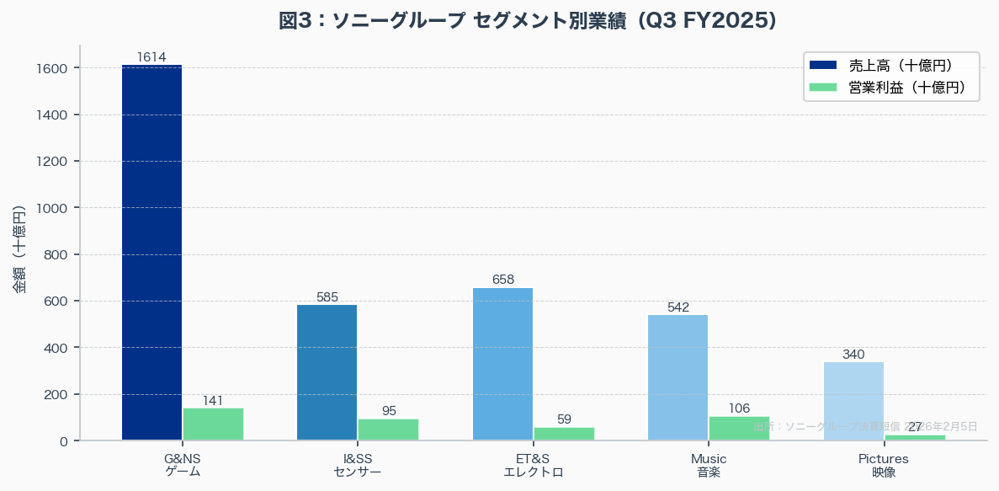 図3：ソニーグループ セグメント別業績（Q3 FY2025）
売上高（十億円）
営業利益（十億円）
金額（十億円）
1600
1400
1200
1000
800
600
400
200
0
1614
141
585
95
658
59
542
106
340
27
出所：ソニーグループ決算短信 2026年2月5日
G&NS
ゲーム
I&SS
センサー
ET&S
エレクトロ
Music
音楽
Pictures
映像